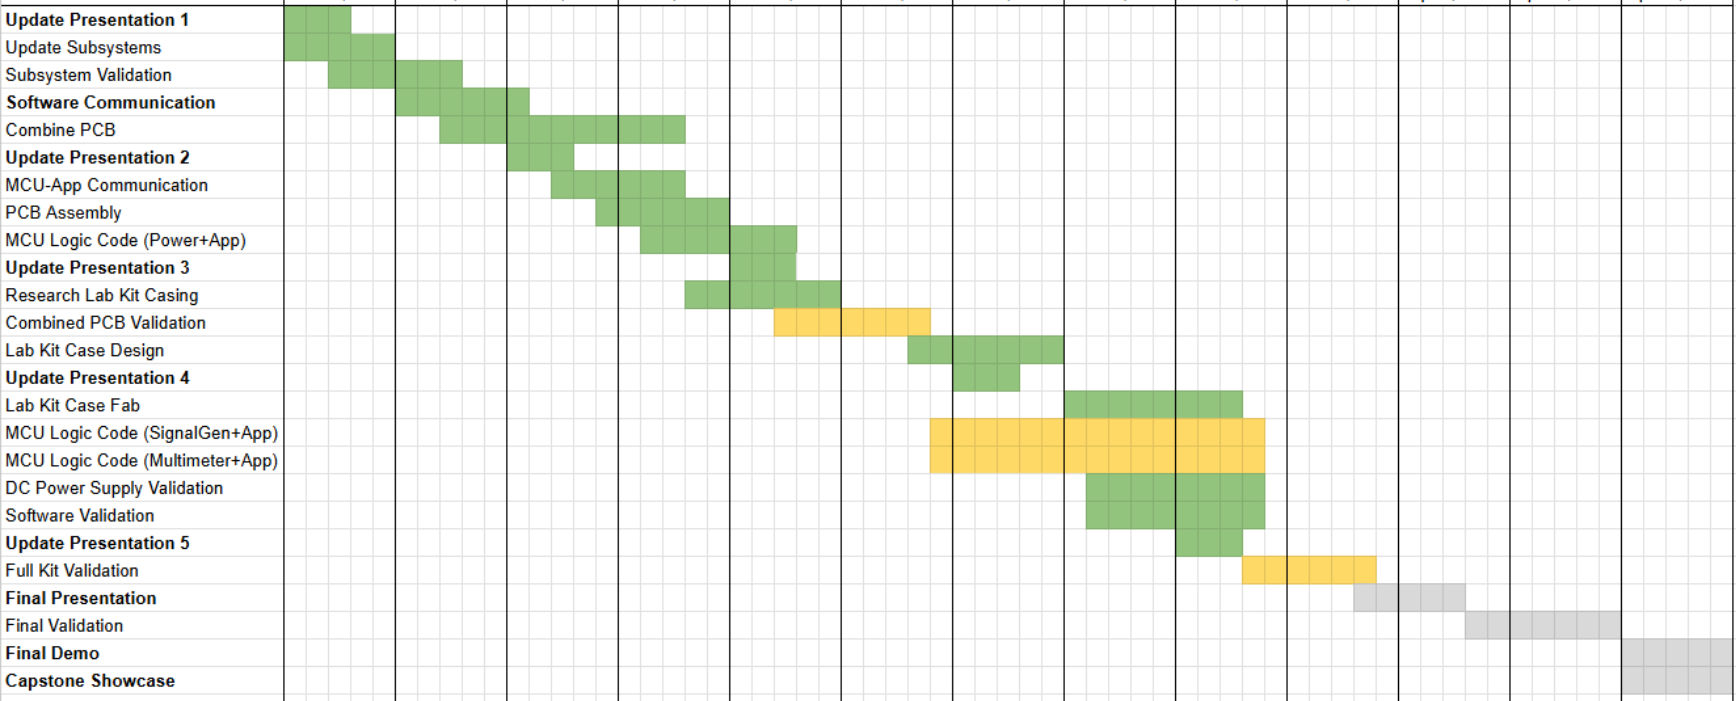 Update Presentation 1
Update Subsystems
Subsystem Validation
Software Communication
Combine PCB
Update Presentation 2
MCU-App Communication
PCB Assembly
MCU Logic Code (Power+App)
Update Presentation 3
Research Lab Kit Casing
Combined PCB Validation
Lab Kit Case Design
Update Presentation 4
Lab Kit Case Fab
MCU Logic Code (SignalGen+App)
MCU Logic Code (Multimeter+App)
DC Power Supply Validation
Software Validation
Update Presentation 5
Full Kit Validation
Final Presentation
Final Validation
Final Demo
Capstone Showcase